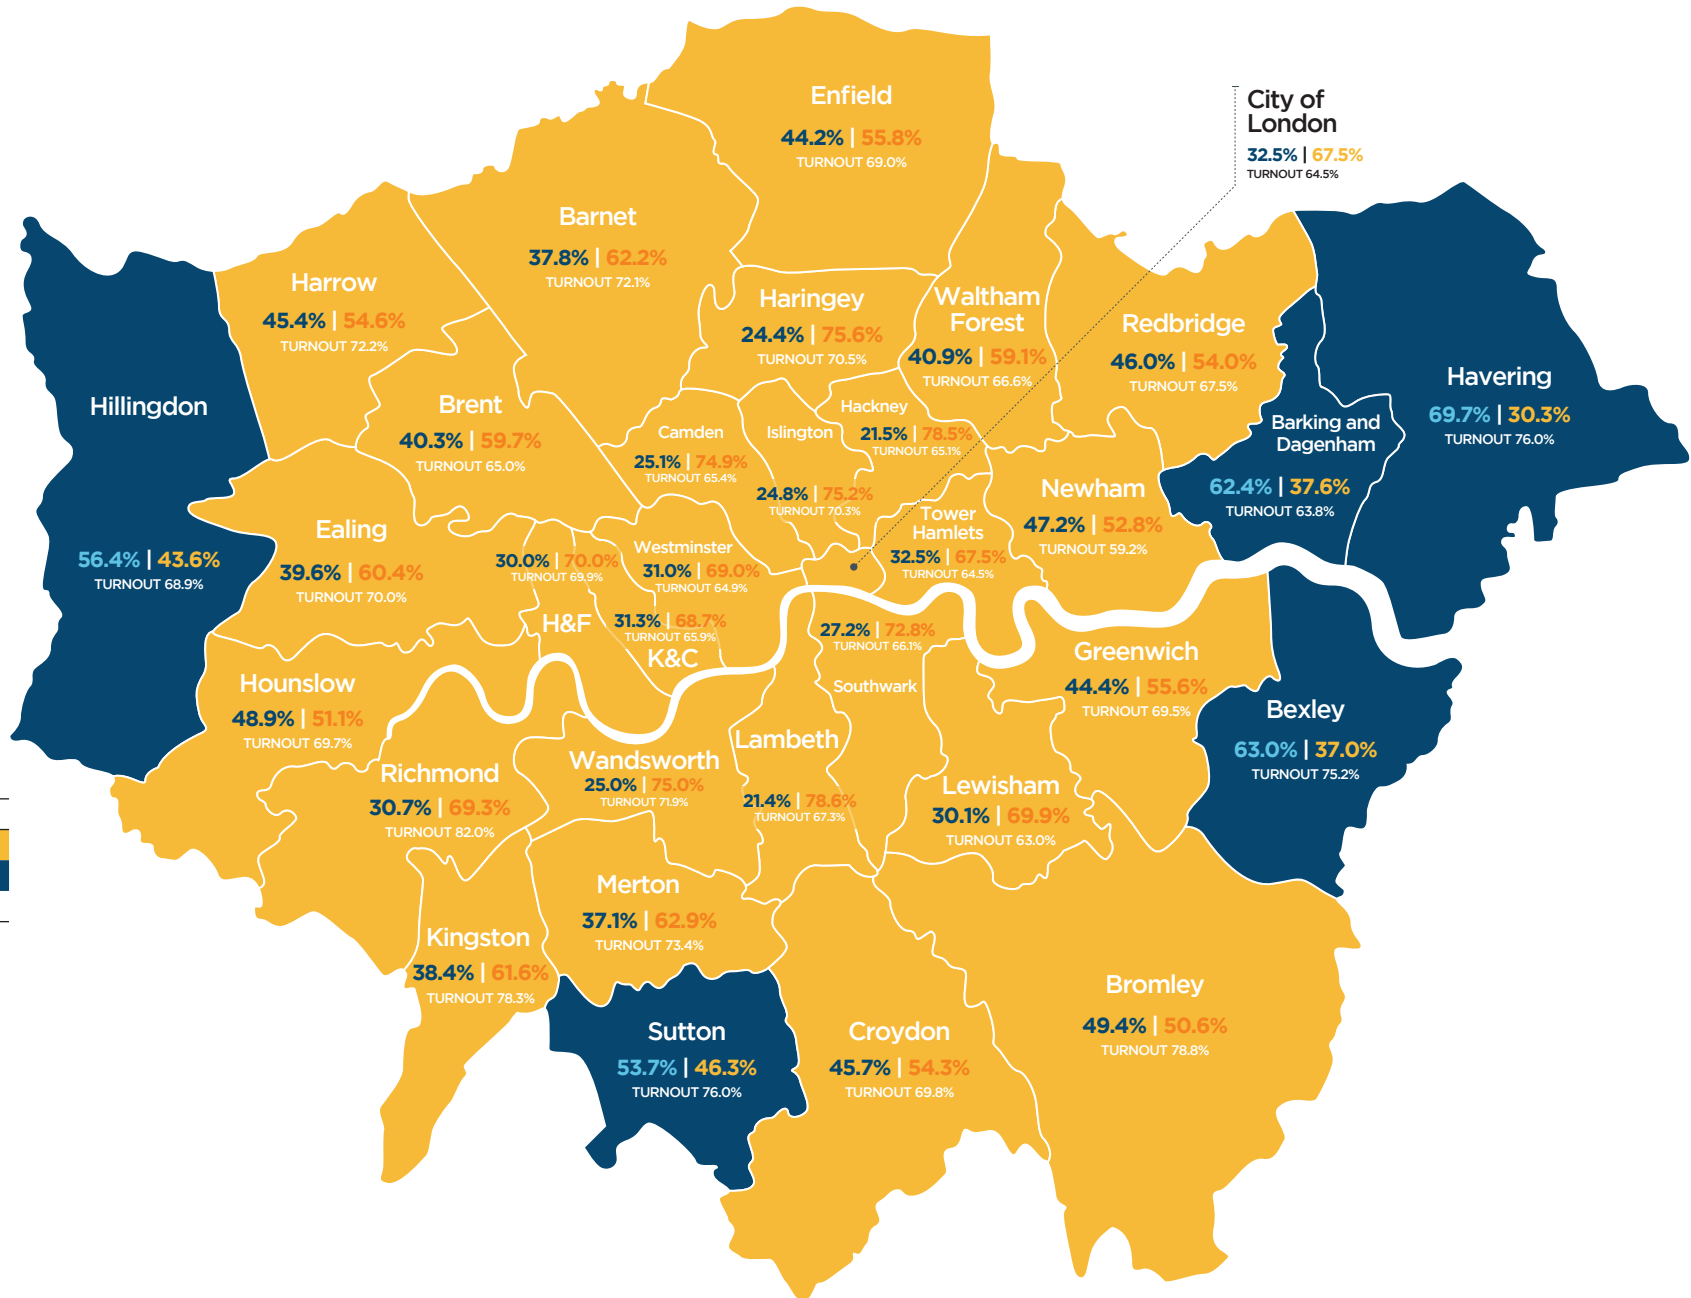 Enfield
44.2% | 55.8%
TURNOUT 69.0%
City of
London
32.5% | 67.5%
TURNOUT 64.5%
Barnet
37.8% | 62.2%
TURNOUT 72.1%
Harrow
45.4% | 54.6%
TURNOUT 72.2%
Haringey
24.4% | 75.6%
TURNOUT 70.5%
Waltham
Forest
40.9% | 59.1%
TURNOUT 66.6%
Redbridge
46.0% | 54.0%
TURNOUT 67.5%
Havering
69.7% | 30.3%
TURNOUT 76.0%
Hillingdon
56.4% | 43.6%
TURNOUT 68.9%
Brent
40.3% | 59.7%
TURNOUT 65.0%
Camden
25.1% | 74.9%
TURNOUT 65.4%
Islington
24.8% | 75.2%
TURNOUT 70.3%
Hackney
21.5% | 78.5%
TURNOUT 65.1%
Barking and
Dagenham
62.4% | 37.6%
TURNOUT 63.8%
Newham
47.2% | 52.8%
TURNOUT 59.2%
Tower
Hamlets
32.5% | 67.5%
TURNOUT 64.5%
Ealing
39.6% | 60.4%
TURNOUT 70.0%
30.0% | 70.0%
TURNOUT 69.9%
H&F
Westminster
31.0% | 69.0%
TURNOUT 64.9%
31.3% | 68.7%
TURNOUT 65.9%
K&C
27.2% | 72.8%
TURNOUT 66.1%
Southwark
Greenwich
44.4% | 55.6%
TURNOUT 69.5%
Bexley
63.0% | 37.0%
TURNOUT 75.2%
Hounslow
48.9% | 51.1%
TURNOUT 69.7%
Richmond
30.7% | 69.3%
TURNOUT 82.0%
Wandsworth
25.0% | 75.0%
TURNOUT 71.9%
Lambeth
21.4% | 78.6%
TURNOUT 67.3%
Lewisham
30.1% | 69.9%
TURNOUT 63.0%
Merton
37.1% | 62.9%
TURNOUT 73.4%
Kingston
38.4% | 61.6%
TURNOUT 78.3%
Sutton
53.7% | 46.3%
TURNOUT 76.0%
Croydon
45.7% | 54.3%
TURNOUT 69.8%
Bromley
49.4% | 50.6%
TURNOUT 78.8%